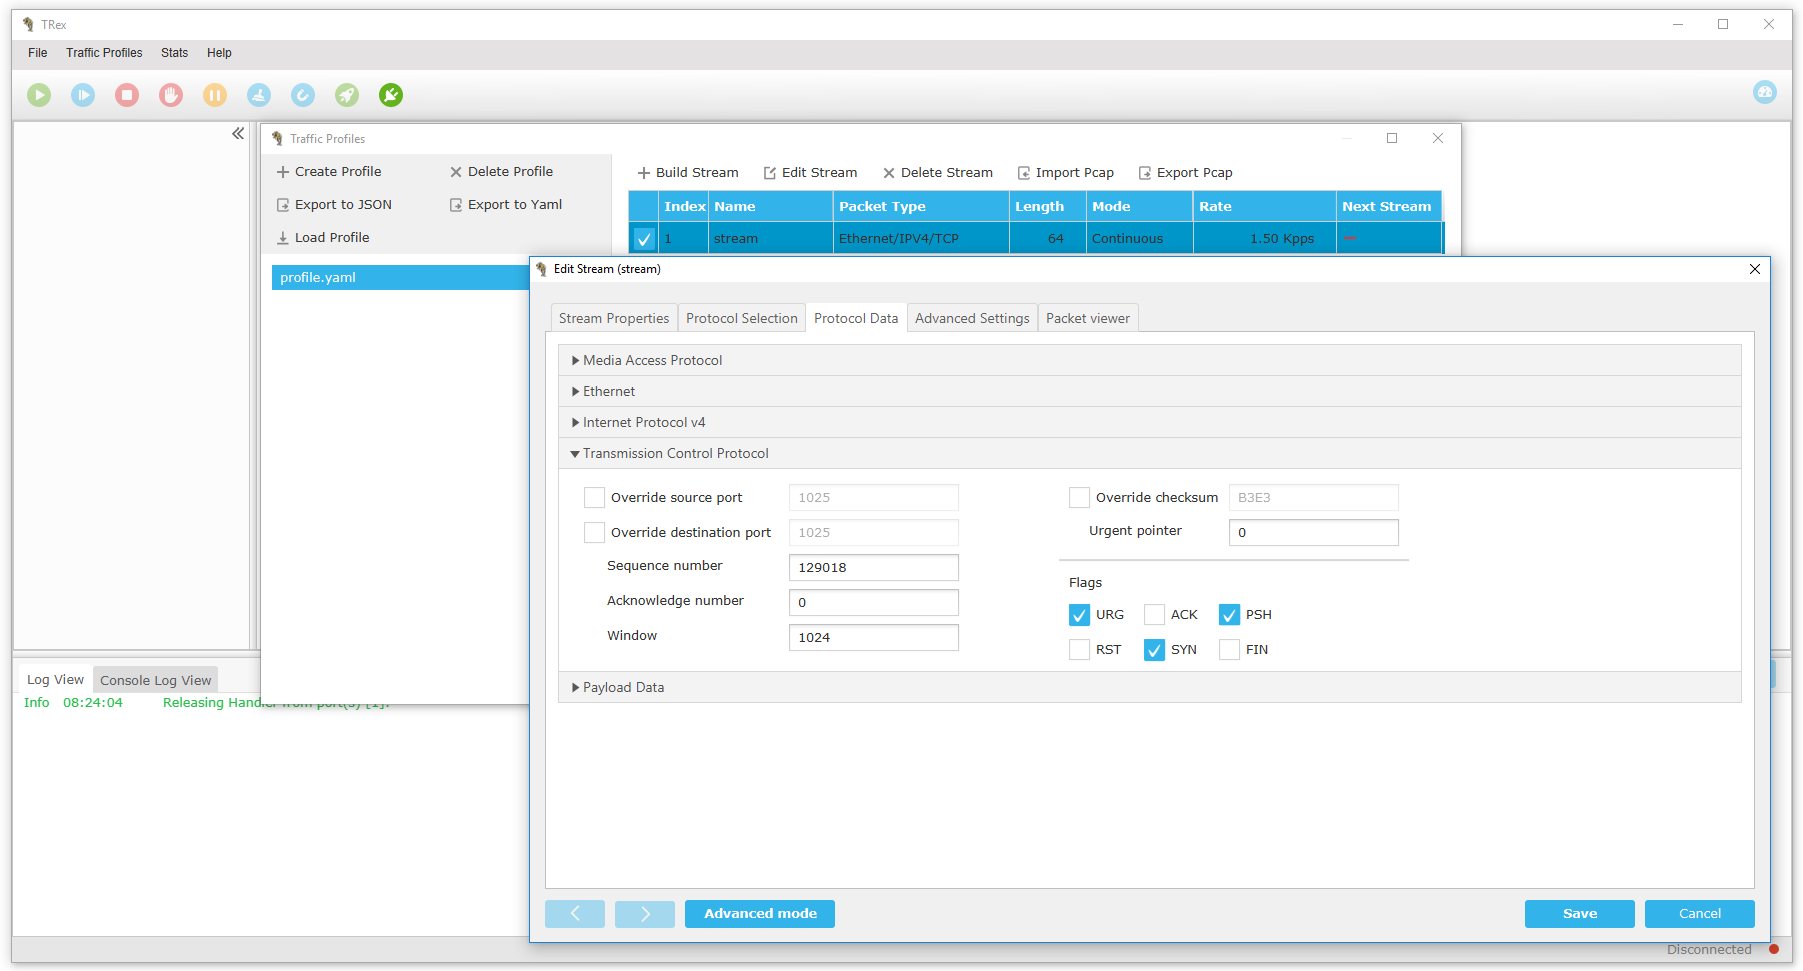 TRex
File Traffic Profiles Stats Help
Traffic Profiles
Create Profile Delete Profile
Export to JSON Export to Yaml
Load Profile
profile.yaml
Build Stream Edit Stream Delete Stream Import Pcap Export Pcap
Index Name Packet Type Length Mode Rate Next Stream
1 stream Ethernet/IPV4/TCP 64 Continuous 1.50 Kpps
Edit Stream (stream)
Stream Properties Protocol Selection Protocol Data Advanced Settings Packet viewer
Media Access Protocol
Ethernet
Internet Protocol v4
Transmission Control Protocol
Override source port 1025
Override destination port 1025
Sequence number 129018
Acknowledge number 0
Window 1024
Override checksum B3E3
Urgent pointer 0
Flags
URG ACK PSH
RST SYN FIN
Payload Data
Advanced mode Save Cancel
Log View Console Log View
Info 08:24:04 Releasing Handler from port(s) [1].
Disconnected